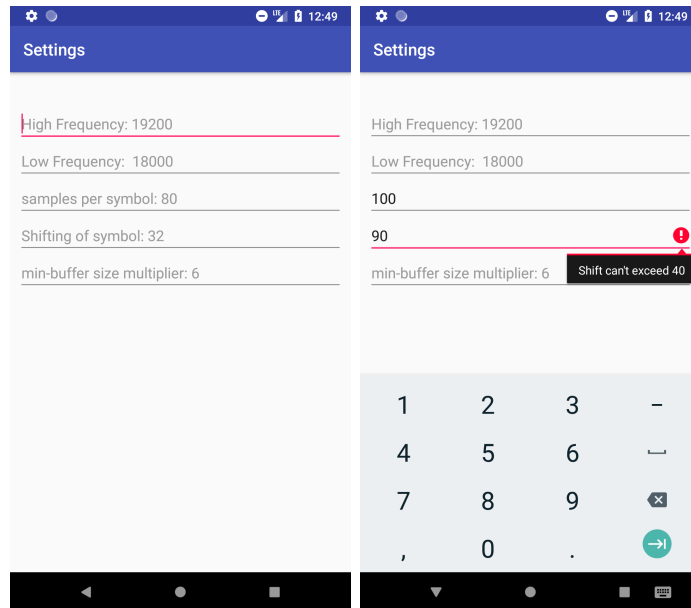 LTE 12:49
Settings
High Frequency: 19200
Low Frequency: 18000
samples per symbol: 80
Shifting of symbol: 32
min-buffer size multiplier: 6
LTE 12:49
Settings
High Frequency: 19200
Low Frequency: 18000
100
90
min-buffer size multiplier: 6
Shift can't exceed 40
1 2 3 -
4 5 6
7 8 9
, 0 .